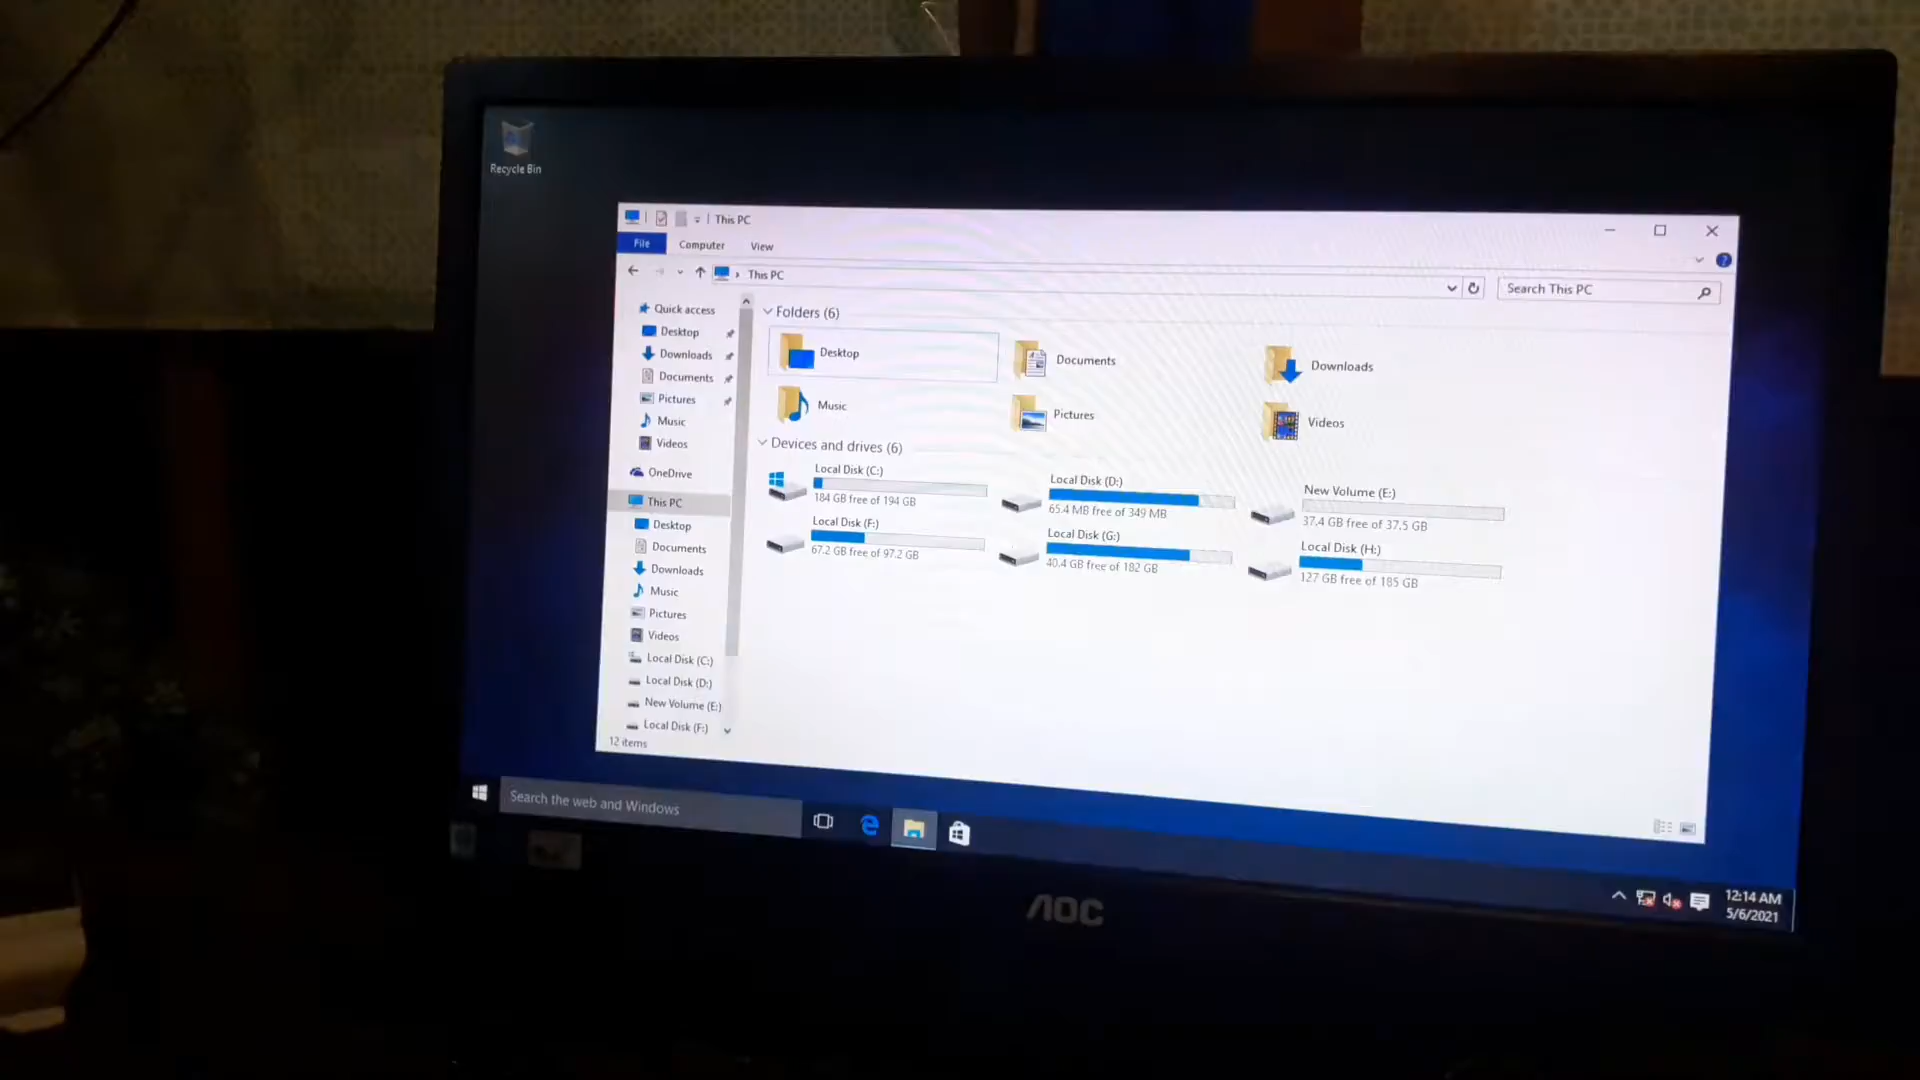 Recycle Bin
This PC
File Computer View
This PC
Search This PC
Quick access
Desktop
Downloads
Documents
Pictures
Music
Videos
OneDrive
This PC
Desktop
Documents
Downloads
Music
Pictures
Videos
Local Disk (C:)
Local Disk (D:)
New Volume (E:)
Local Disk (F:)
12 items
Folders (6)
Desktop
Documents
Downloads
Music
Pictures
Videos
Devices and drives (6)
Local Disk (C:)
184 GB free of 194 GB
Local Disk (D:)
65.4 MB free of 349 MB
New Volume (E:)
37.4 GB free of 37.5 GB
Local Disk (F:)
67.2 GB free of 97.2 GB
Local Disk (G:)
40.4 GB free of 182 GB
Local Disk (H:)
127 GB free of 185 GB
Search the web and Windows
12:14 AM
5/6/2021
AOC